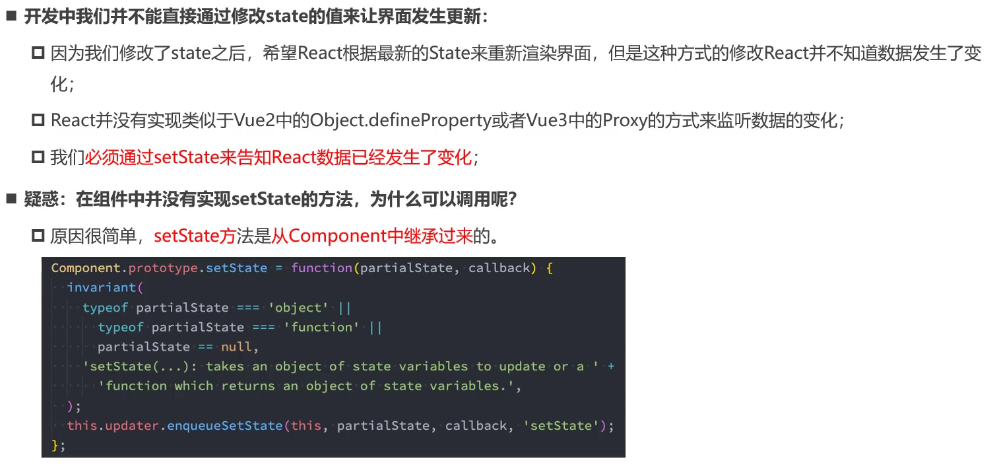 ■ 开发中我们并不能直接通过修改state的值来让界面发生更新：
因为我们修改了state之后，希望React根据最新的State来重新渲染界面，但是这种方式的修改React并不知道数据发生了变
化；
React并没有实现类似于Vue2中的Object.defineProperty或者Vue3中的Proxy的方式来监听数据的变化；
我们必须通过setState来告知React数据已经发生了变化；
■ 疑惑：在组件中并没有实现setState的方法，为什么可以调用呢？
原因很简单，setState方法是从Component中继承过来的。
Component.prototype.setState = function(partialState, callback) {
  invariant(
    typeof partialState === 'object' ||
      typeof partialState === 'function' ||
      partialState == null,
    'setState(...): takes an object of state variables to update or a ' +
      'function which returns an object of state variables.',
  );
  this.updater.enqueueSetState(this, partialState, callback, 'setState');
};